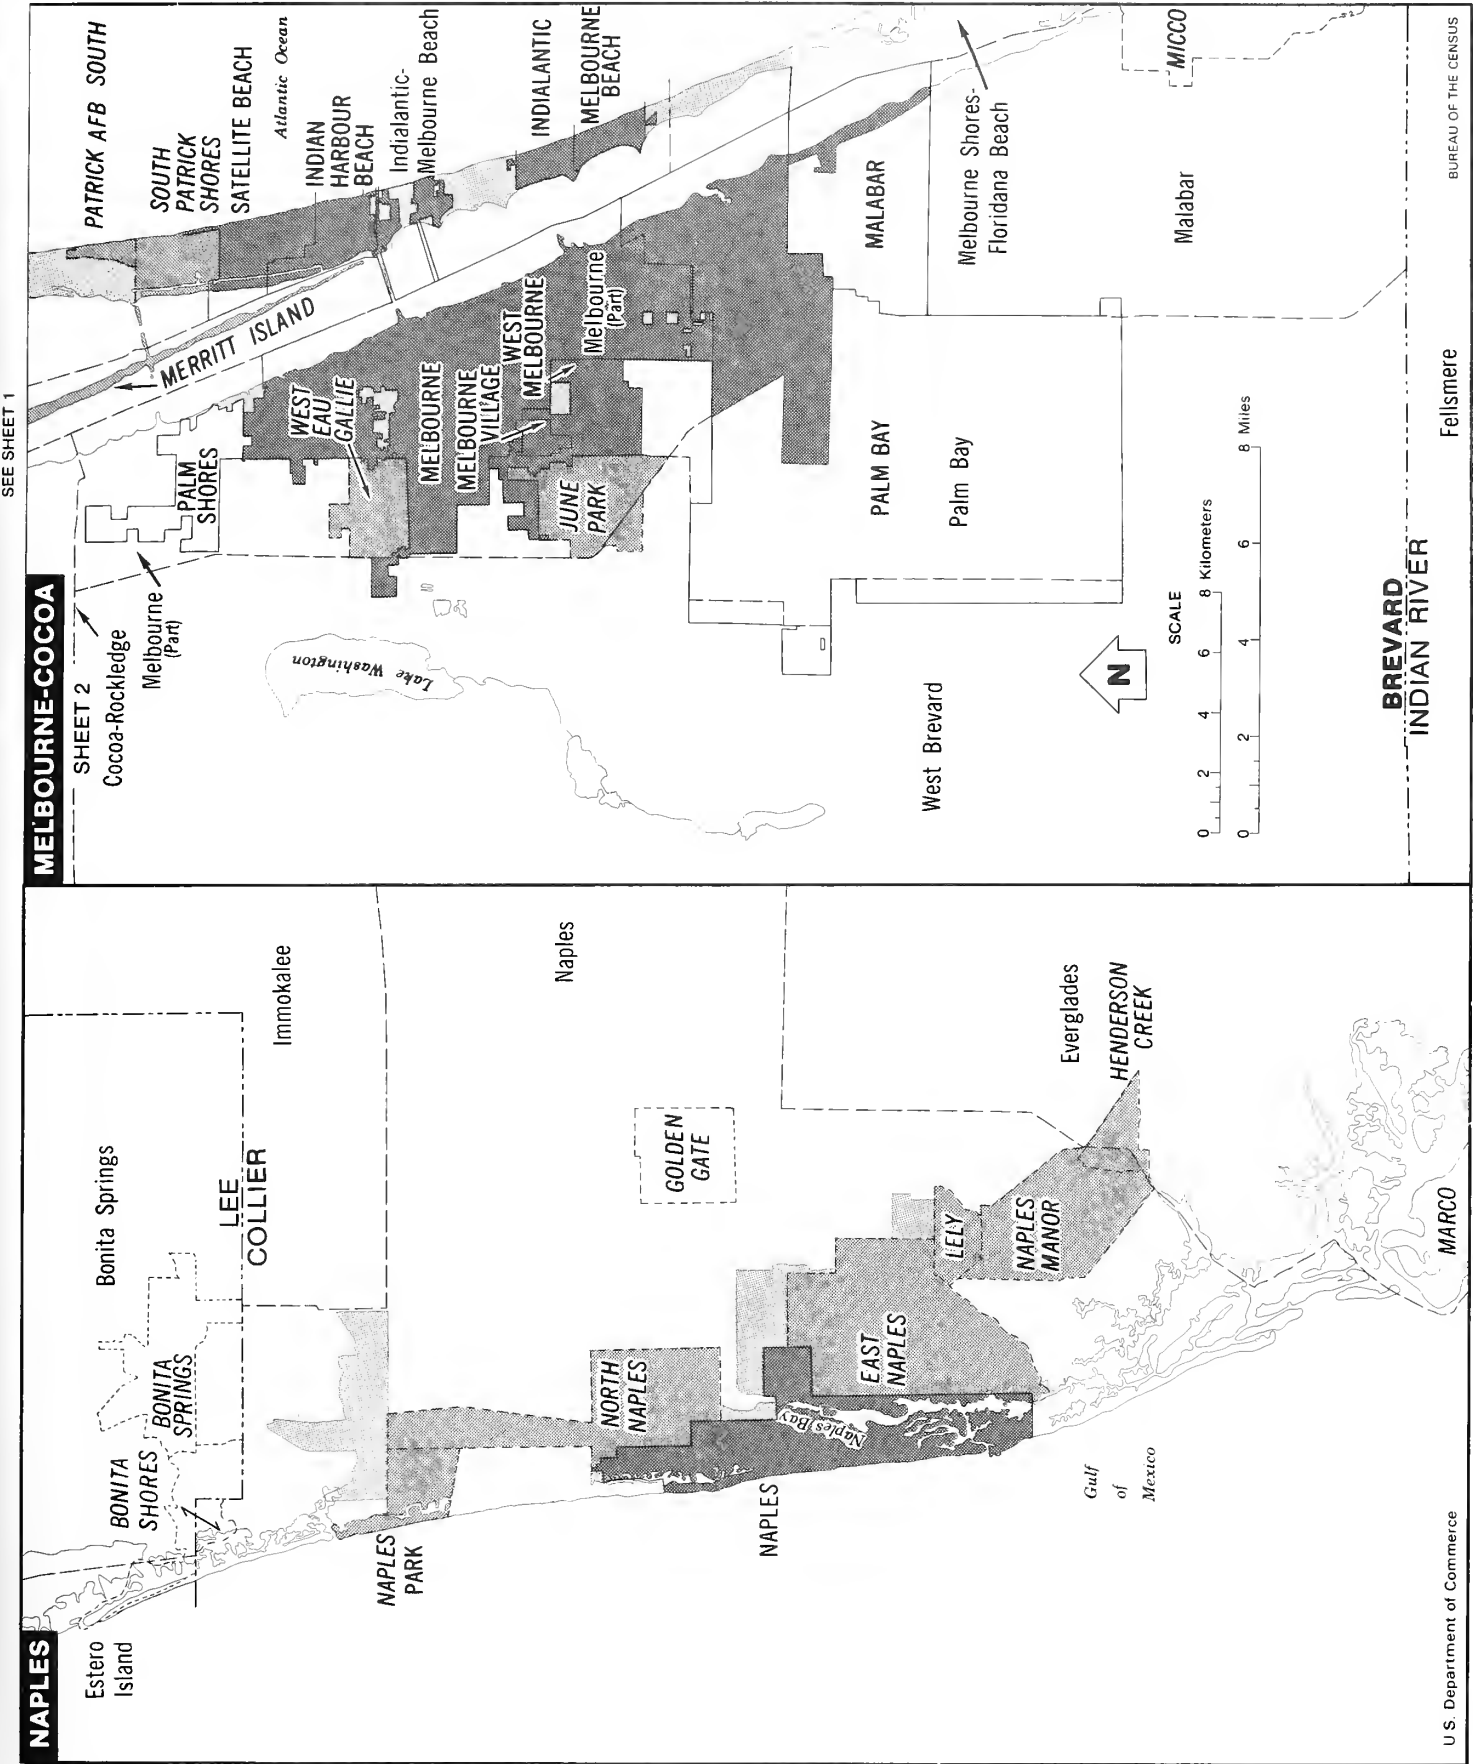 SEE SHEET 1
MELBOURNE-COCOA
SHEET 2
Cocoa-Rockledge
Melbourne
(Part)
PALM
SHORES
MERRITT ISLAND
PATRICK AFB SOUTH
SOUTH
PATRICK
SHORES
SATELLITE BEACH
Atlantic Ocean
INDIAN
HARBOUR
BEACH
Indialantic-
Melbourne Beach
INDIALANTIC
MELBOURNE
BEACH
WEST
EAU
GALLIE
MELBOURNE
MELBOURNE
VILLAGE
WEST
MELBOURNE
Melbourne
(Part)
JUNE
PARK
Lake Washington
MALABAR
PALM BAY
Palm Bay
Melbourne Shores-
Floridana Beach
Malabar
MICCO
West Brevard
N
SCALE
0 2 4 6 8 Kilometers
0 2 4 6 8 Miles
BREVARD
INDIAN RIVER
Fellsmere
BUREAU OF THE CENSUS
NAPLES
Estero
Island
BONITA
SHORES
BONITA
SPRINGS
Bonita Springs
LEE
COLLIER
Immokalee
NAPLES
PARK
Naples
NORTH
NAPLES
GOLDEN
GATE
NAPLES
Naples Bay
EAST
NAPLES
LELY
NAPLES
MANOR
Everglades
HENDERSON
CREEK
Gulf
of
Mexico
MARCO
U.S. Department of Commerce